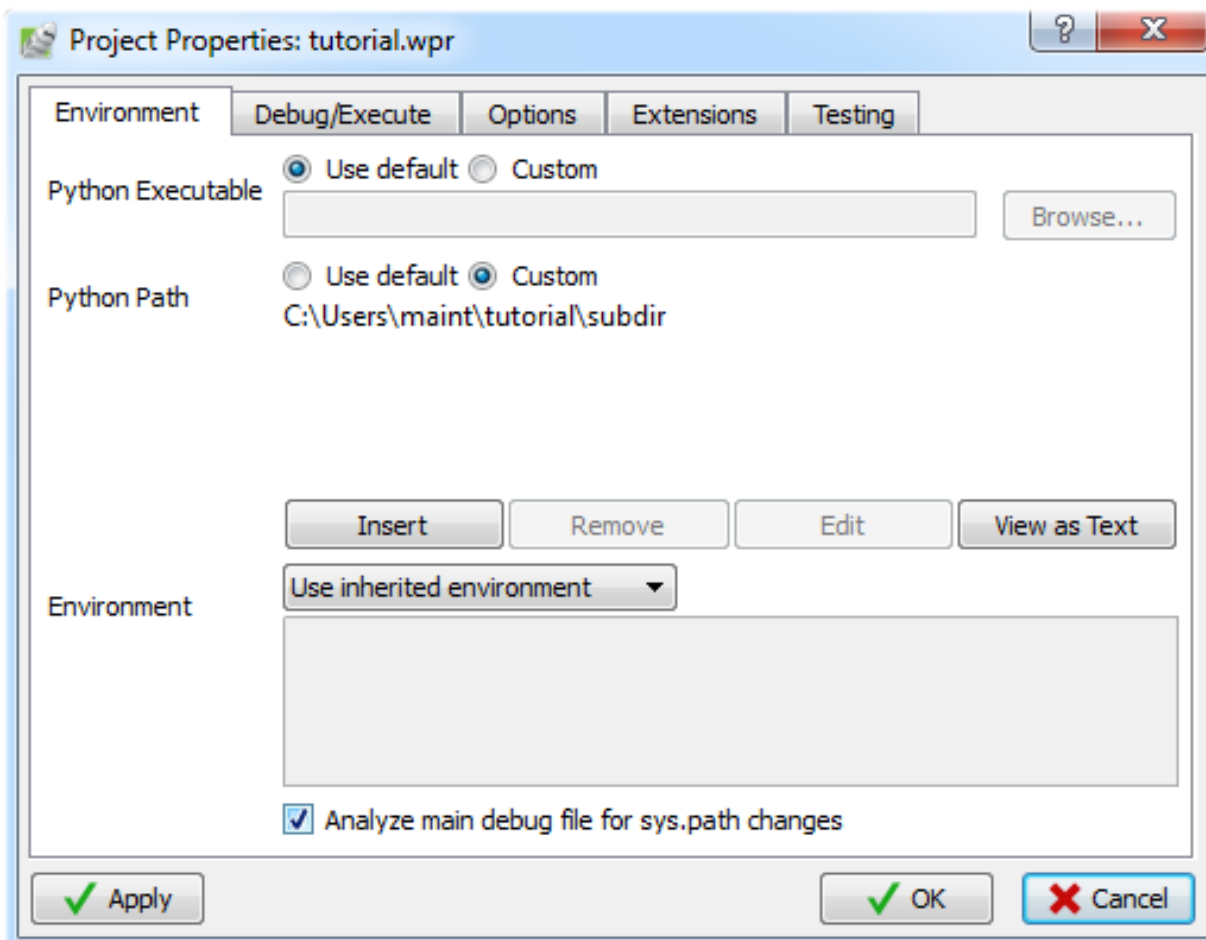 Project Properties: tutorial.wpr
?
Environment Debug/Execute Options Extensions Testing
Python Executable
Use default Custom
Browse...
Python Path
Use default Custom
C:\Users\maint\tutorial\subdir
Insert Remove Edit View as Text
Environment
Use inherited environment
Analyze main debug file for sys.path changes
Apply OK Cancel